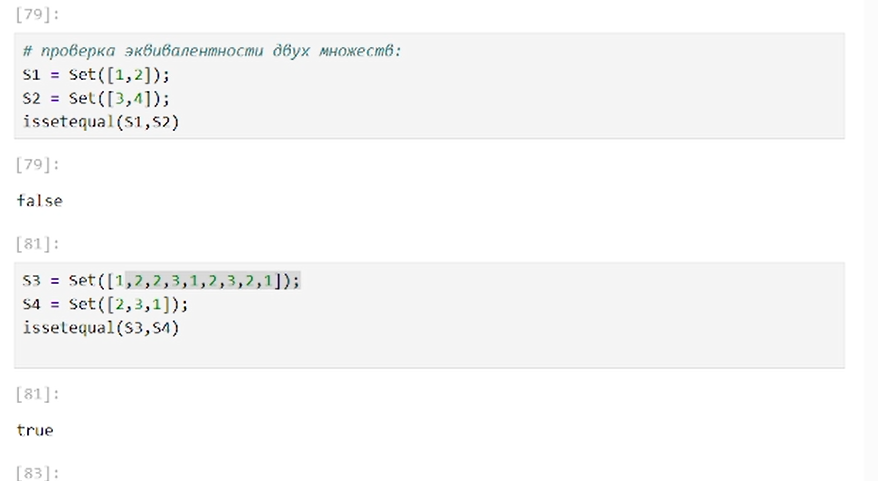 [79]:
# проверка эквивалентности двух множеств:
S1 = Set([1,2]);
S2 = Set([3,4]);
issetequal(S1,S2)
[79]:
false
[81]:
S3 = Set([1,2,2,3,1,2,3,2,1]);
S4 = Set([2,3,1]);
issetequal(S3,S4)
[81]:
true
[83]: